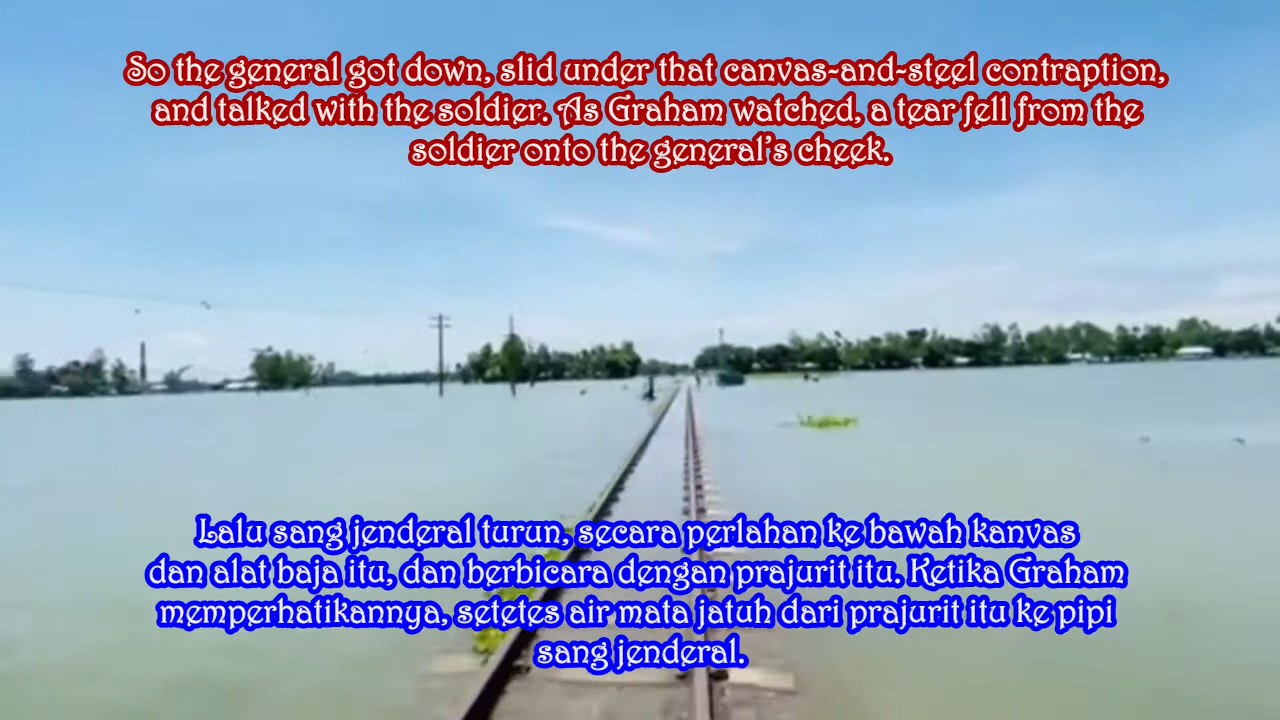 So the general got down, slid under that canvas-and-steel contraption,
and talked with the soldier. As Graham watched, a tear fell from the
soldier onto the general's cheek.
Lalu sang jenderal turun, secara perlahan ke bawah kanvas
dan alat baja itu, dan berbicara dengan prajurit itu. Ketika Graham
memperhatikannya, setetes air mata jatuh dari prajurit itu ke pipi
sang jenderal.